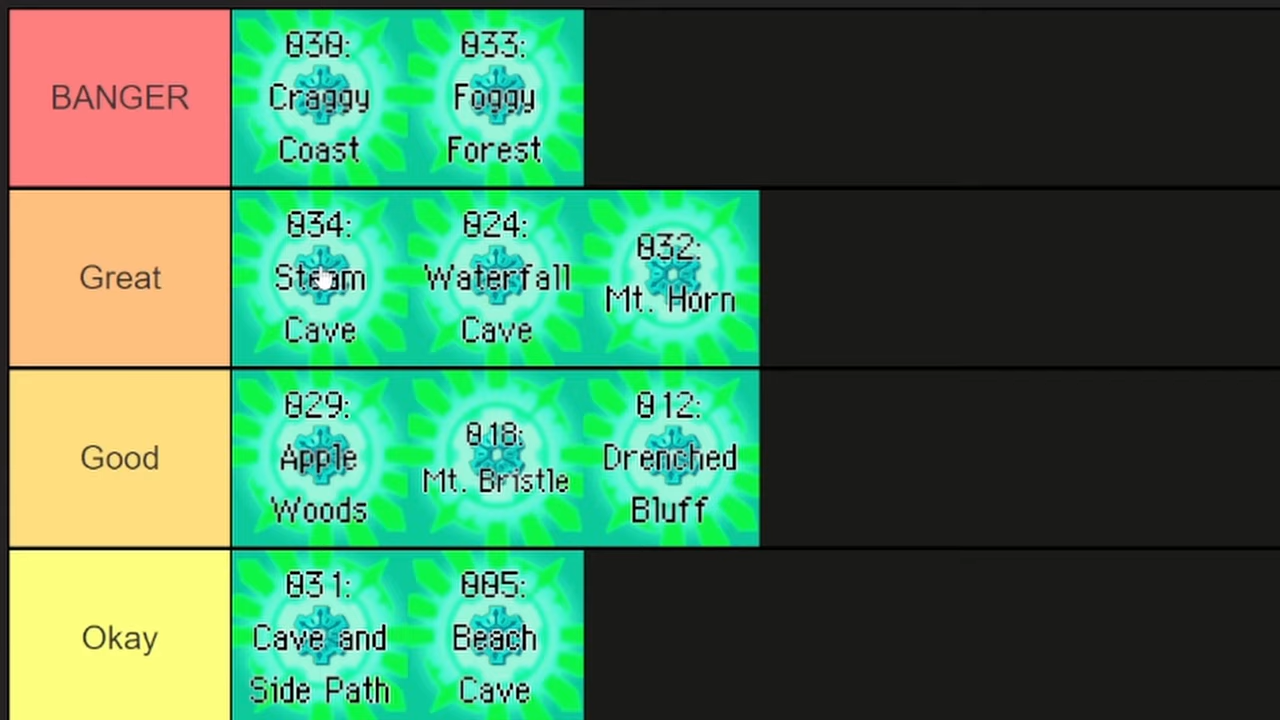 BANGER
030:
Craggy
Coast
033:
Foggy
Forest
Great
034:
Steam
Cave
024:
Waterfall
Cave
032:
Mt. Horn
Good
029:
Apple
Woods
018:
Mt. Bristle
012:
Drenched
Bluff
Okay
031:
Cave and
Side Path
005:
Beach
Cave